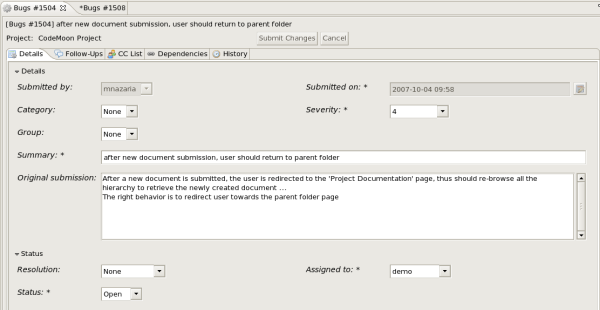 Bugs #1504 *Bugs #1508
[Bugs #1504] after new document submission, user should return to parent folder
Project: CodeMoon Project Submit Changes Cancel
Details Follow-Ups CC List Dependencies History
Details
Submitted by: mnazaria Submitted on: * 2007-10-04 09:58
Category: None Severity: * 4
Group: None
Summary: * after new document submission, user should return to parent folder
Original submission: After a new document is submitted, the user is redirected to the 'Project Documentation' page, thus should re-browse all the
hierarchy to retrieve the newly created document ...
The right behavior is to redirect user towards the parent folder page
Status
Resolution: None Assigned to: * demo
Status: * Open